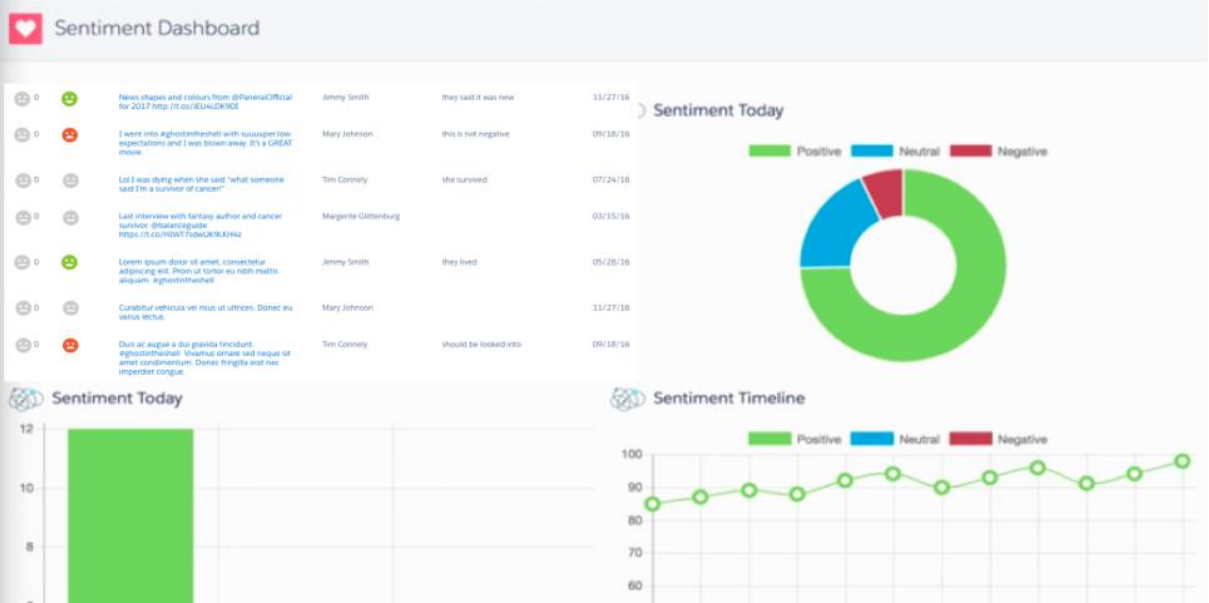 Sentiment Dashboard
0
News shapes and colours from @PaneraiOfficial
for 2017 http://t.co/JEU4LDK9DE
Jimmy Smith
they said it was new
11/27/16
0
I went into #ghostintheshell with suuuuper low
expectations and I was blown away. It's a GREAT
movie.
Mary Johnson
this is not negative
09/18/16
0
Lol I was dying when she said "what someone
said I'm a survivor of cancer!"
Tim Connely
she survived
07/24/16
0
Last interview with fantasy author and cancer
survivor. @balanceguide
Margerite Glittenburg
03/15/16
0
Lorem ipsum dolor sit amet, consectetur
adipiscing elit. Proin ut tortor eu nibh mattis
aliquam. #ghostintheshell
Jimmy Smith
they lived
05/28/16
0
Curabitur vehicula vel risus ut ultrices. Donec eu
varius lectus.
Mary Johnson
11/27/16
0
Duis ac augue a dui gravida tincidunt.
#ghostintheshell Vivamus ornare sed neque sit
amet condimentum. Donec fringilla erat nec
imperdiet congue.
Tim Connely
should be looked into
09/18/16
Sentiment Today
Positive Neutral Negative
Sentiment Today
12
10
8
Sentiment Timeline
Positive Neutral Negative
100
90
80
70
60